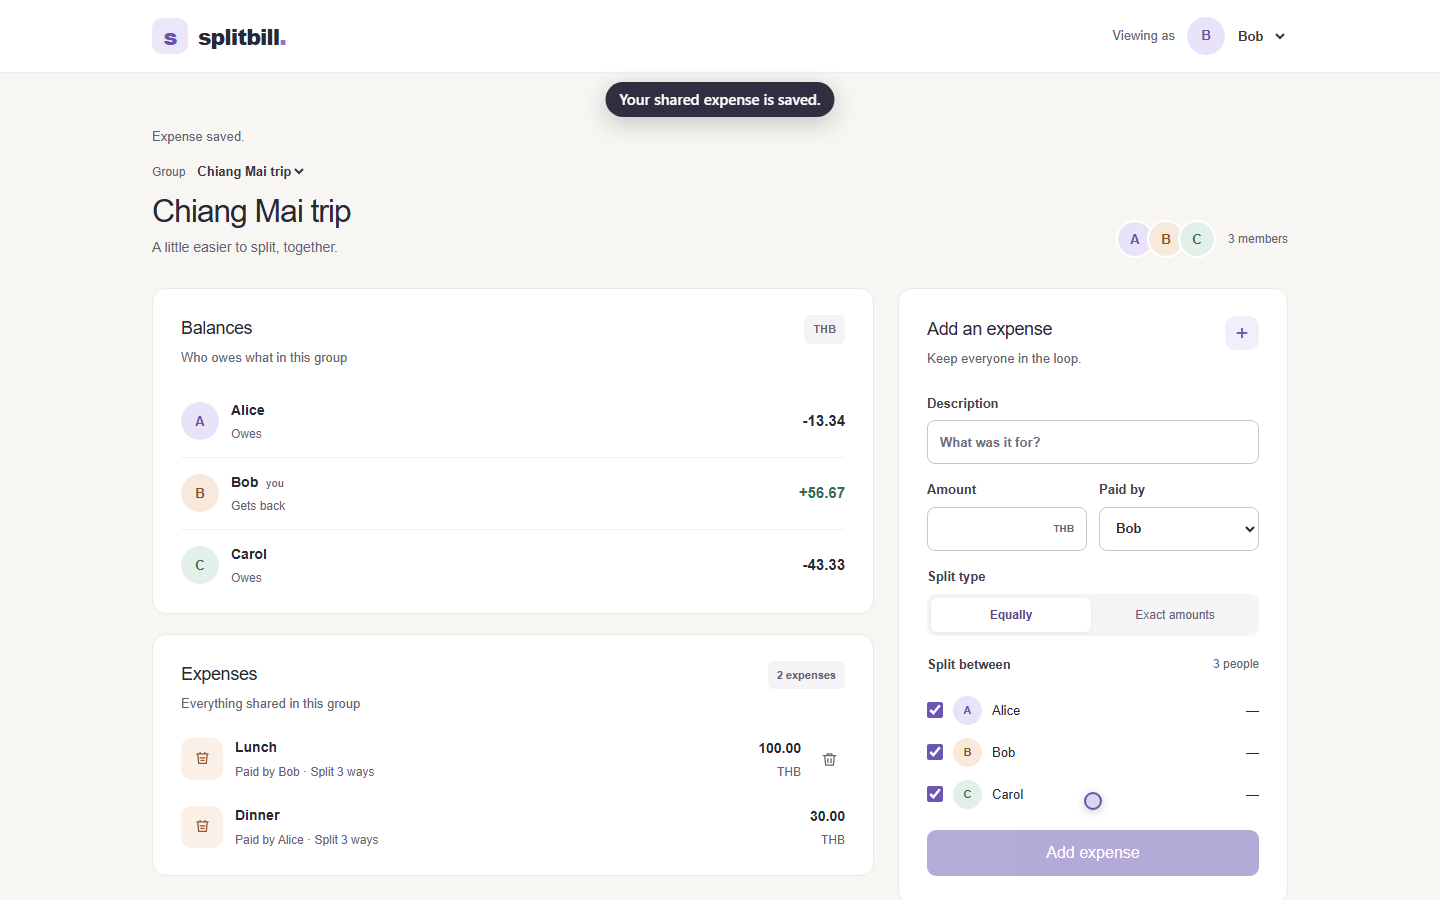 s splitbill.
Viewing as B Bob
Your shared expense is saved.
Expense saved.
Group Chiang Mai trip
Chiang Mai trip
A little easier to split, together.
A B C 3 members
Balances THB
Who owes what in this group
A Alice -13.34
Owes
B Bob you +56.67
Gets back
C Carol -43.33
Owes
Expenses 2 expenses
Everything shared in this group
Lunch 100.00
Paid by Bob · Split 3 ways THB
Dinner 30.00
Paid by Alice · Split 3 ways THB
Add an expense +
Keep everyone in the loop.
Description
What was it for?
Amount Paid by
THB Bob
Split type
Equally Exact amounts
Split between 3 people
A Alice —
B Bob —
C Carol —
Add expense